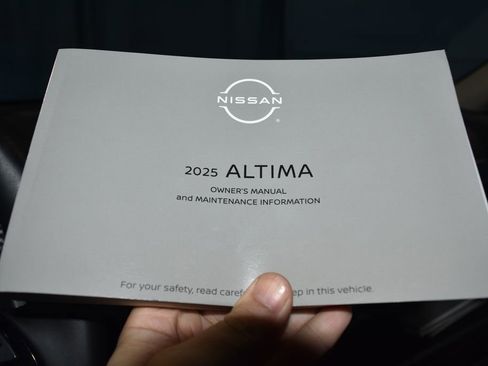 NISSAN
®
2025 ALTIMA
OWNER'S MANUAL
and MAINTENANCE INFORMATION
For your safety, read in this vehicle.